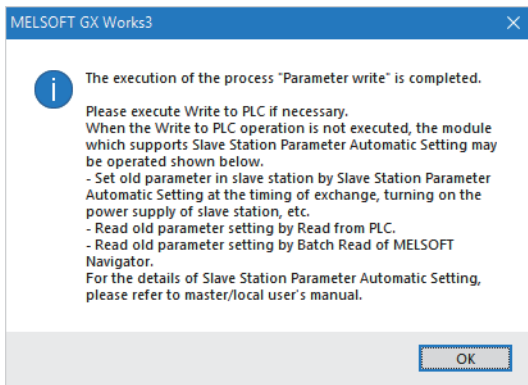 MELSOFT GX Works3
The execution of the process "Parameter write" is completed.
Please execute Write to PLC if necessary.
When the Write to PLC operation is not executed, the module
which supports Slave Station Parameter Automatic Setting may
be operated shown below.
- Set old parameter in slave station by Slave Station Parameter
Automatic Setting at the timing of exchange, turning on the
power supply of slave station, etc.
- Read old parameter setting by Read from PLC.
- Read old parameter setting by Batch Read of MELSOFT
Navigator.
For the details of Slave Station Parameter Automatic Setting,
please refer to master/local user's manual.
OK